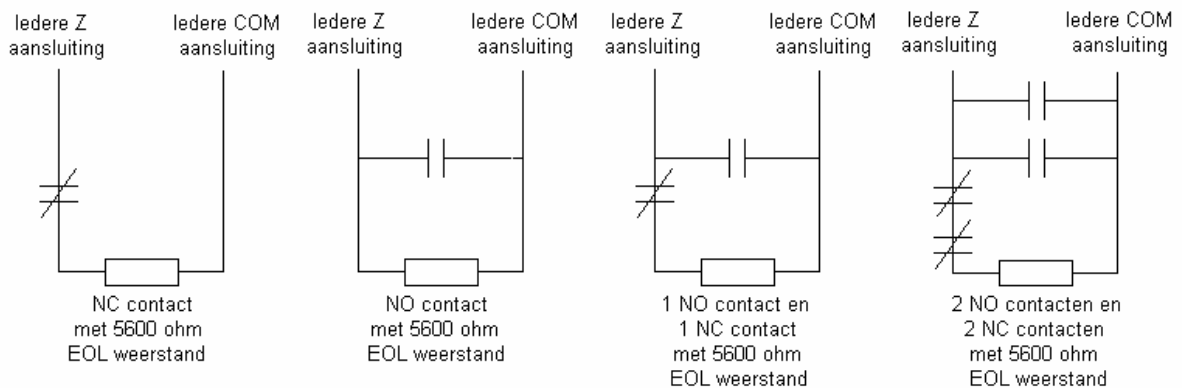 Iedere Z
aansluiting
Iedere COM
aansluiting
Iedere Z
aansluiting
Iedere COM
aansluiting
Iedere Z
aansluiting
Iedere COM
aansluiting
Iedere Z
aansluiting
Iedere COM
aansluiting
NC contact
met 5600 ohm
EOL weerstand
NO contact
met 5600 ohm
EOL weerstand
1 NO contact en
1 NC contact
met 5600 ohm
EOL weerstand
2 NO contacten en
2 NC contacten
met 5600 ohm
EOL weerstand